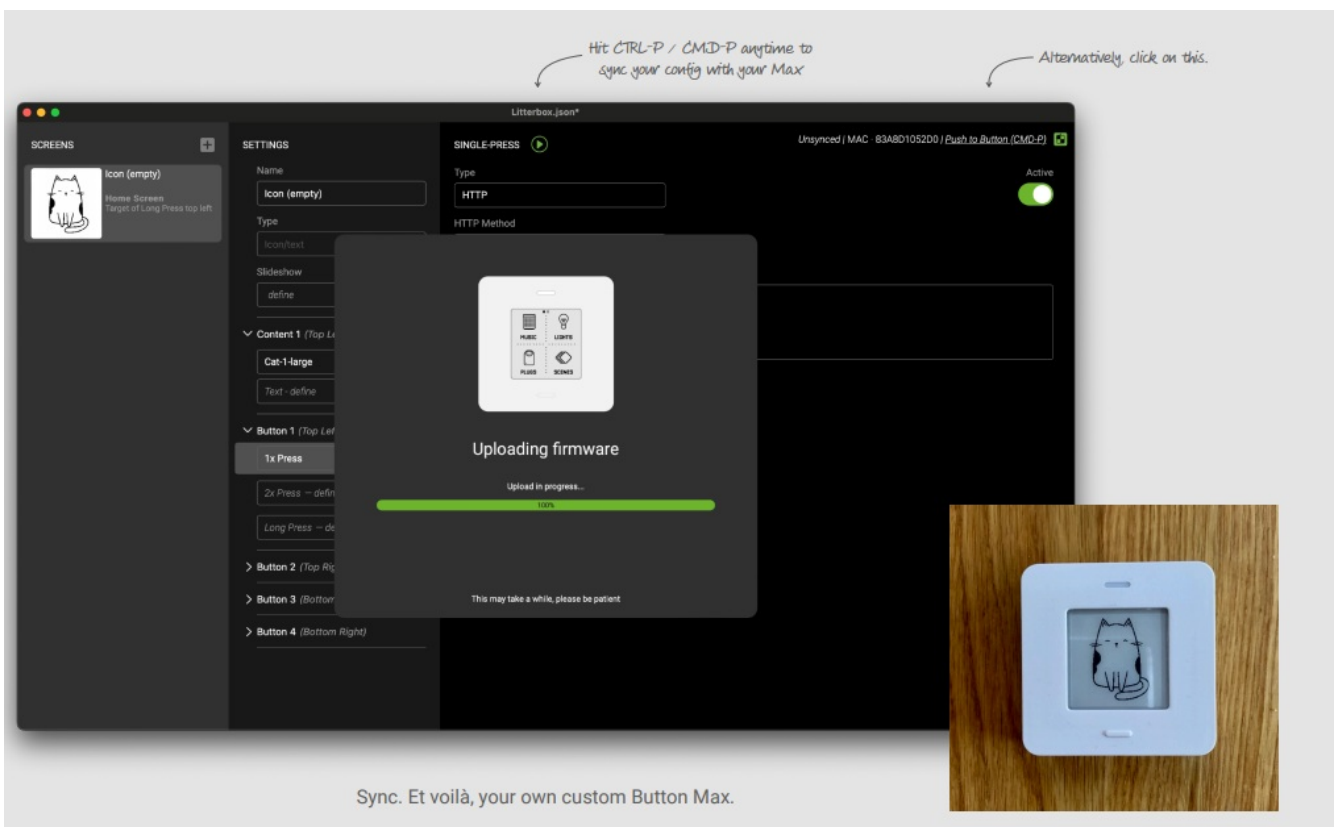 Hit CTRL-P / CMD-P anytime to
sync your config with your Max
Alternatively, click on this.
Litterbox.json*
SCREENS
Icon (empty)
Home Screen
Target of Long Press top left
SETTINGS
Name
Icon (empty)
Type
Icon/text
Slideshow
define
Content 1 (Top Le
Cat-1-large
Text - define
Button 1 (Top Lef
1x Press
2x Press — defin
Long Press — de
Button 2 (Top Rig
Button 3 (Bottom
Button 4 (Bottom Right)
SINGLE-PRESS
Unsynced | MAC - 83A8D1052D0 | Push to Button (CMD-P)
Type
Active
HTTP
HTTP Method
MUSIC LIGHTS
PLUGS SCENES
Uploading firmware
Upload in progress...
100%
This may take a while, please be patient
Sync. Et voilà, your own custom Button Max.